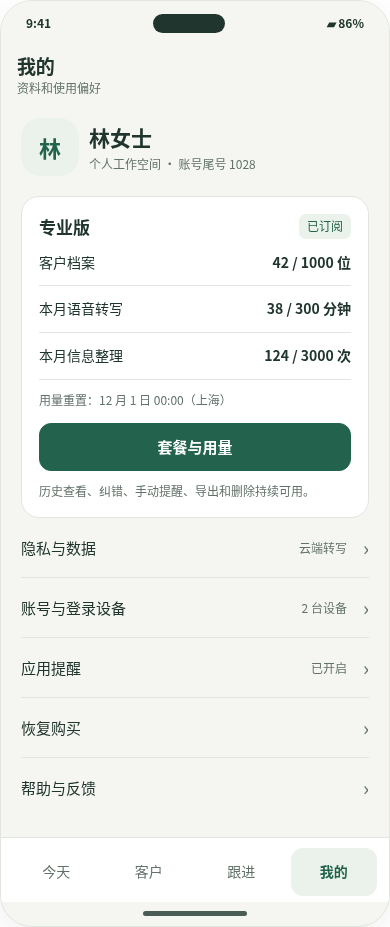 9:41
86%
我的
资料和使用偏好
林
林女士
个人工作空间 · 账号尾号 1028
专业版
已订阅
客户档案
42 / 1000 位
本月语音转写
38 / 300 分钟
本月信息整理
124 / 3000 次
用量重置：12 月 1 日 00:00（上海）
套餐与用量
历史查看、纠错、手动提醒、导出和删除持续可用。
隐私与数据
云端转写 ›
账号与登录设备
2 台设备 ›
应用提醒
已开启 ›
恢复购买 ›
帮助与反馈 ›
今天
客户
跟进
我的